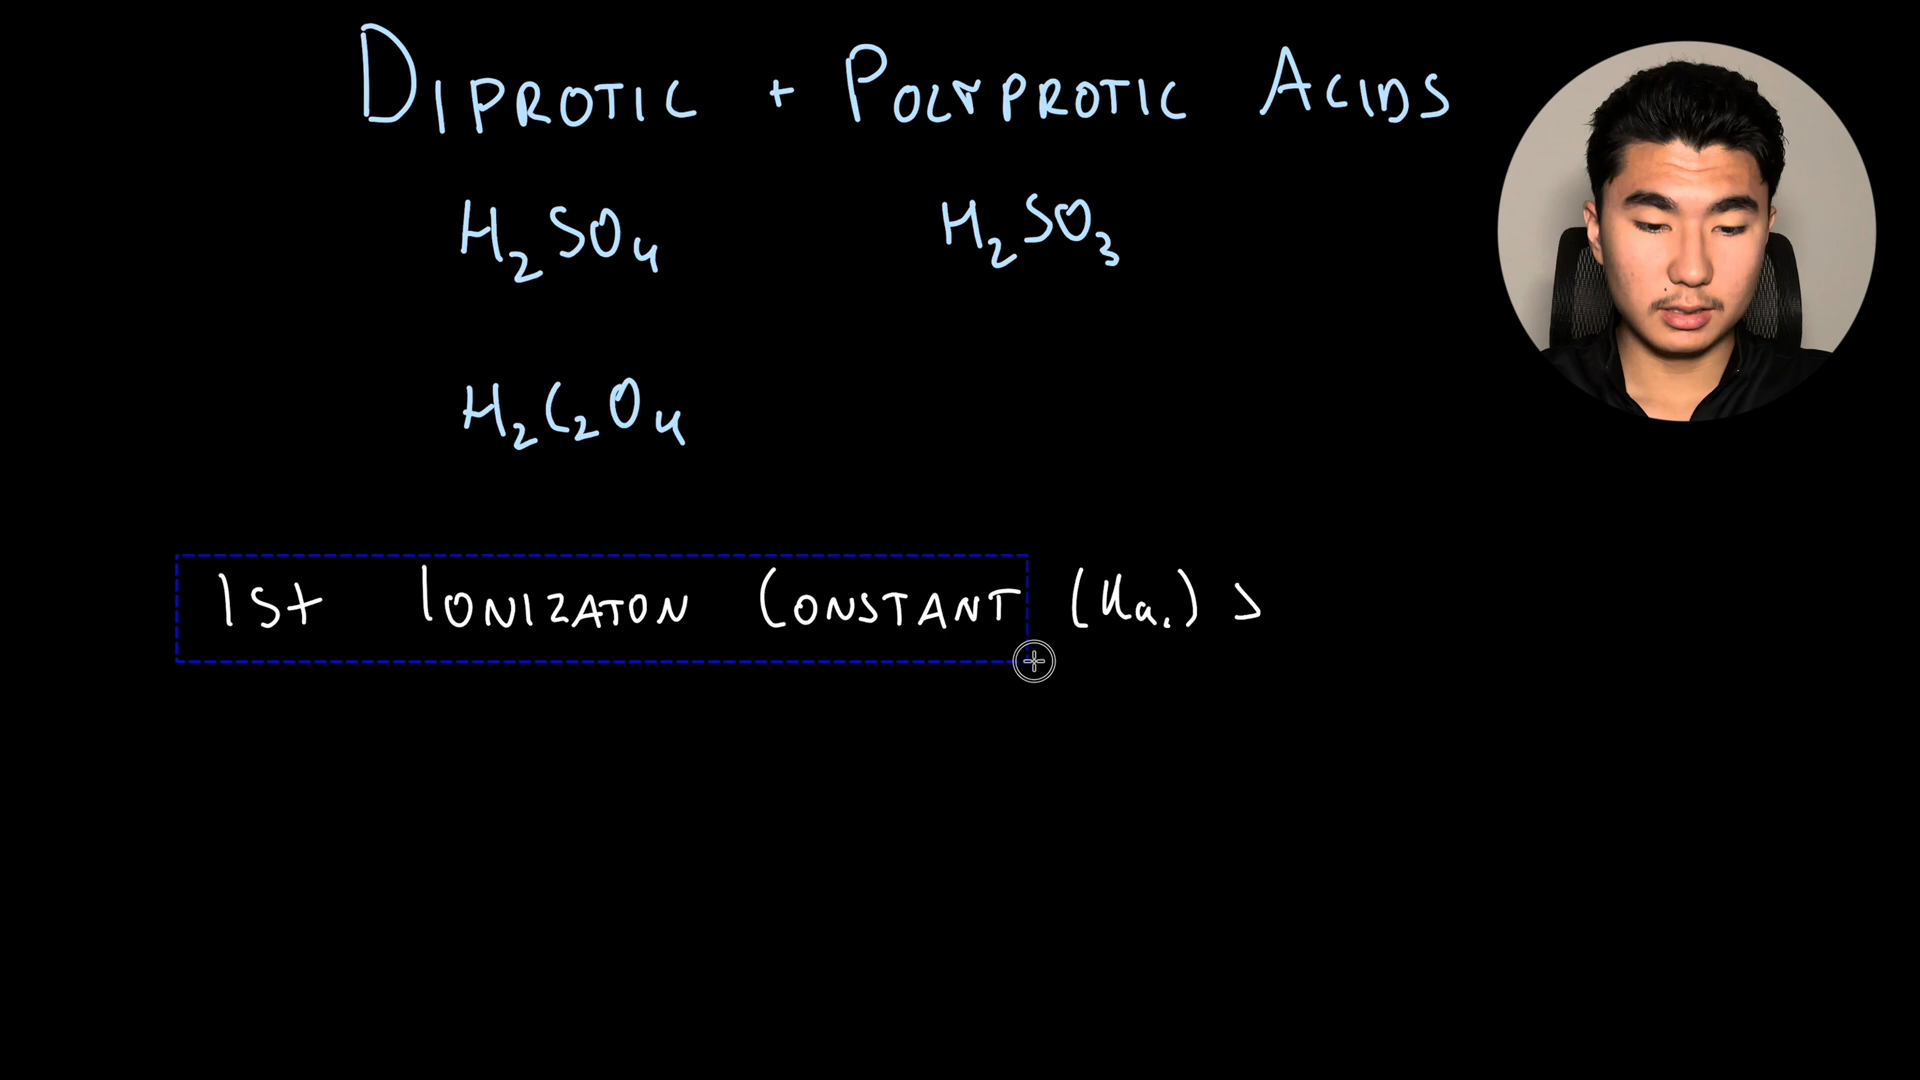 DIPROTIC + POLYPROTIC ACIDS
H₂SO₄ H₂SO₃
H₂C₂O₄
1st IONIZATON CONSTANT (Ka₁) >